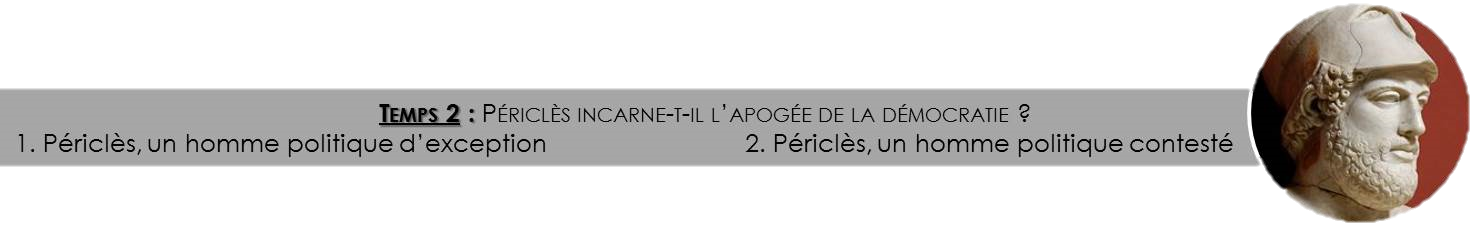 TEMPS 2 : PÉRICLÈS INCARNE-T-IL L'APOGÉE DE LA DÉMOCRATIE ?
1. Périclès, un homme politique d'exception 2. Périclès, un homme politique contesté